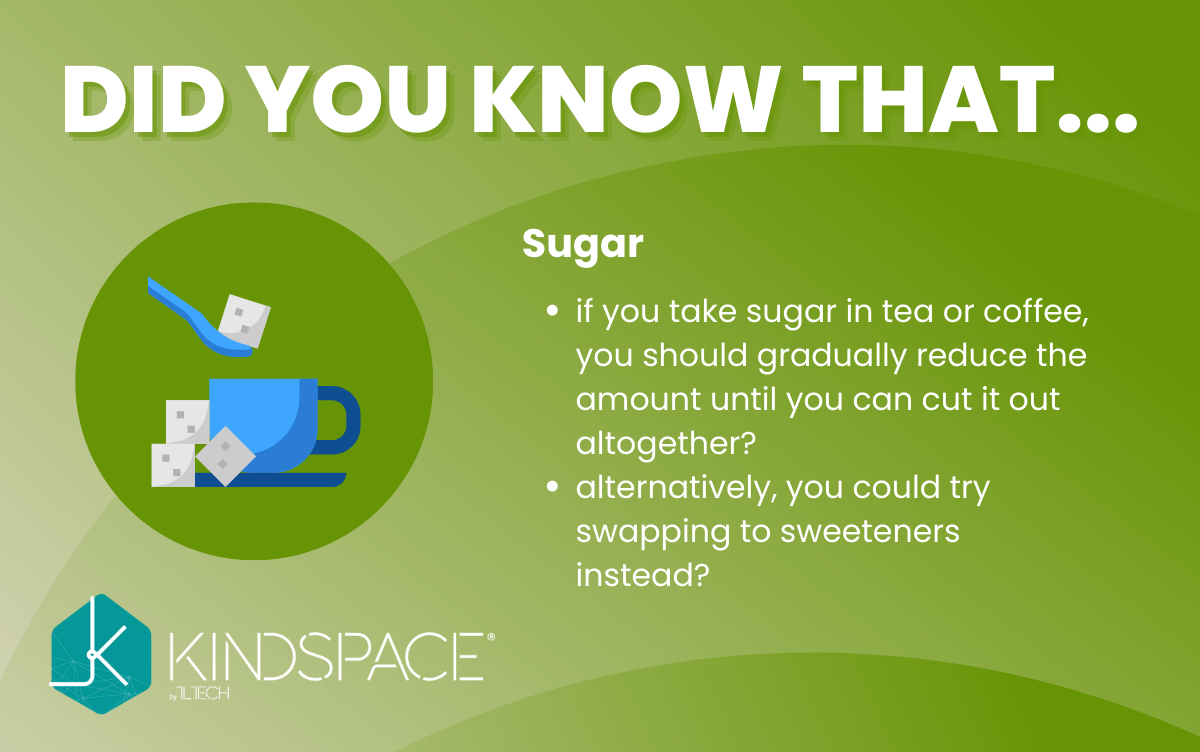 DID YOU KNOW THAT...
Sugar
• if you take sugar in tea or coffee,
you should gradually reduce the
amount until you can cut it out
altogether?
• alternatively, you could try
swapping to sweeteners
instead?
KINDSPACE®
by TLTECH